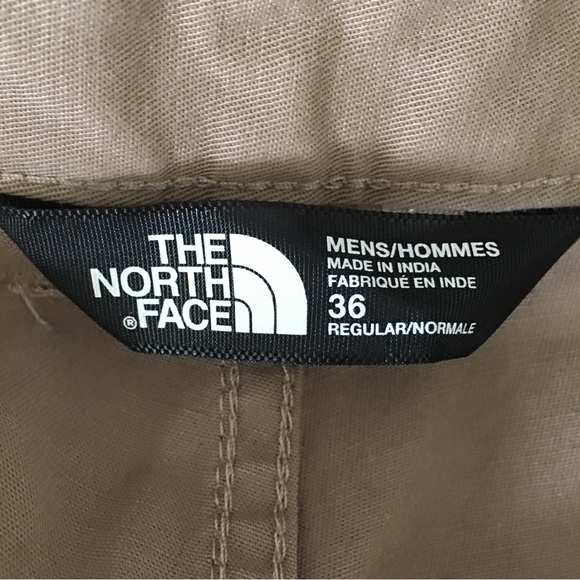 THE
NORTH
®FACE
MENS/HOMMES
MADE IN INDIA
FABRIQUÉ EN INDE
36
REGULAR/NORMALE